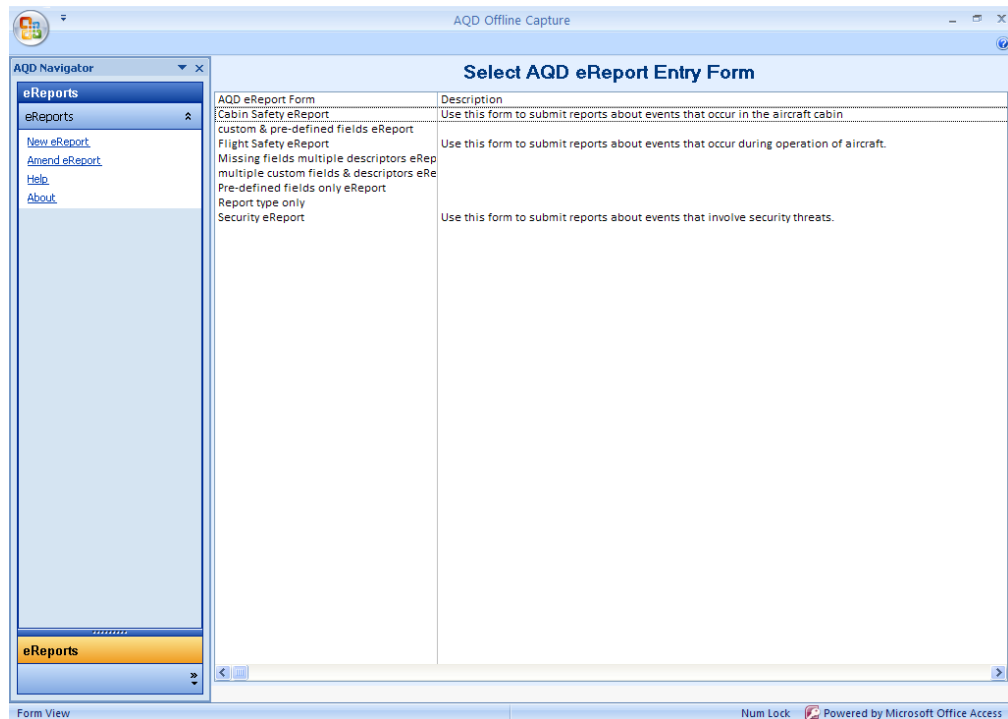 AQD Offline Capture
AQD Navigator
Select AQD eReport Entry Form
eReports
eReports
New eReport
Amend eReport
Help
About
AQD eReport Form Description
Cabin Safety eReport Use this form to submit reports about events that occur in the aircraft cabin
custom & pre-defined fields eReport
Flight Safety eReport Use this form to submit reports about events that occur during operation of aircraft.
Missing fields multiple descriptors eRep
multiple custom fields & descriptors eRe
Pre-defined fields only eReport
Report type only
Security eReport Use this form to submit reports about events that involve security threats.
eReports
Form View Num Lock Powered by Microsoft Office Access